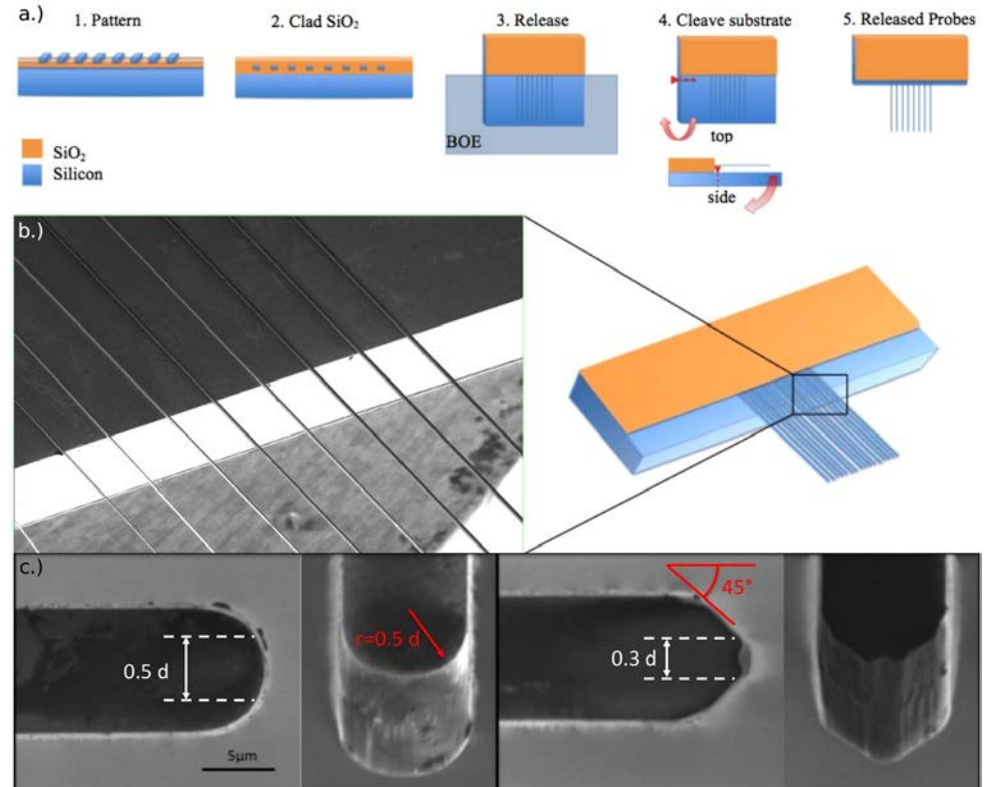 a.)
1. Pattern
2. Clad SiO₂
3. Release
4. Cleave substrate
5. Released Probes
BOE
top
side
SiO₂
Silicon
b.)
c.)
0.5 d
5μm
r=0.5 d
45°
0.3 d